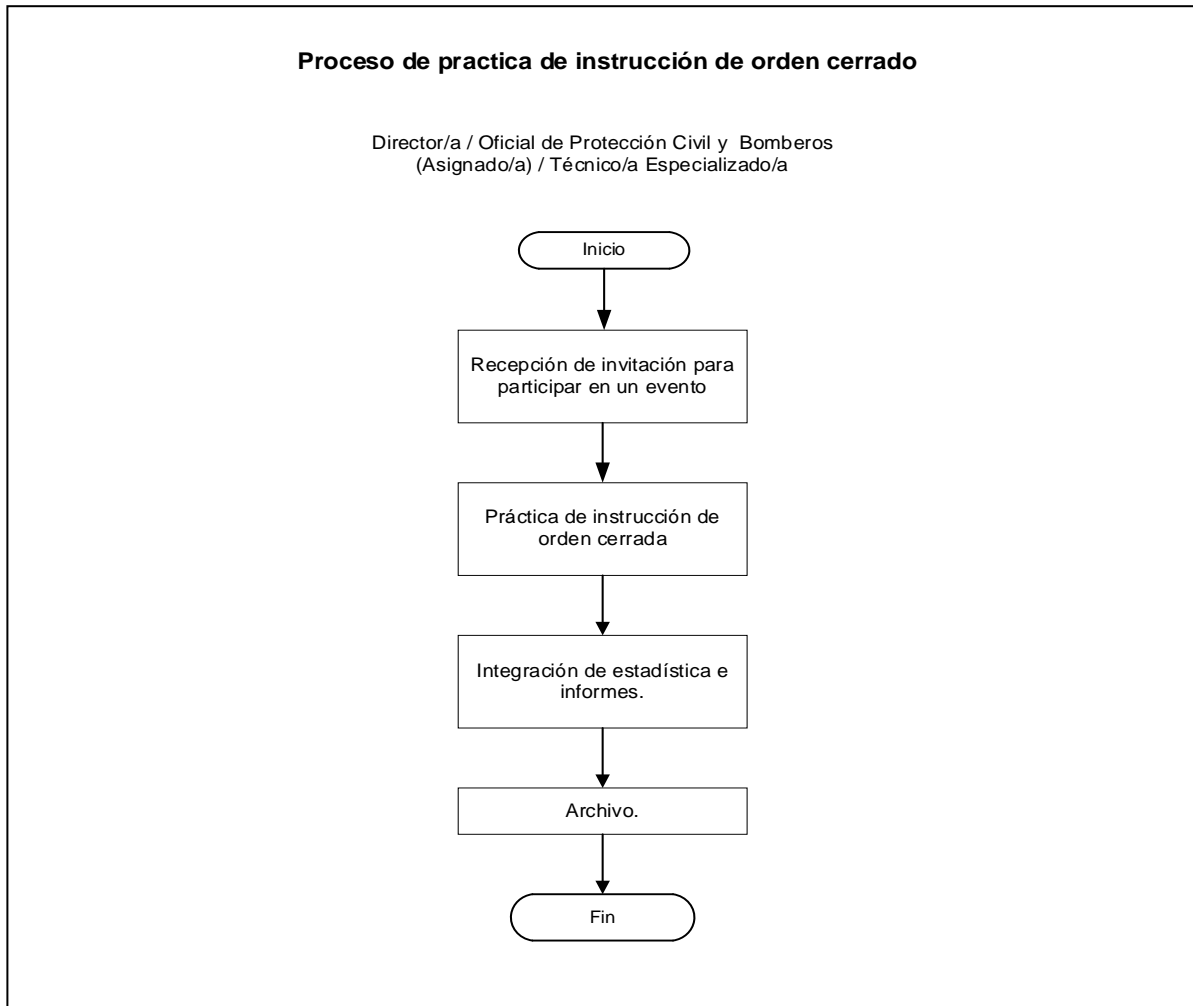 Proceso de practica de instrucción de orden cerrado
Director/a / Oficial de Protección Civil y Bomberos
(Asignado/a) / Técnico/a Especializado/a
Inicio
Recepción de invitación para
participar en un evento
Práctica de instrucción de
orden cerrada
Integración de estadística e
informes.
Archivo.
Fin